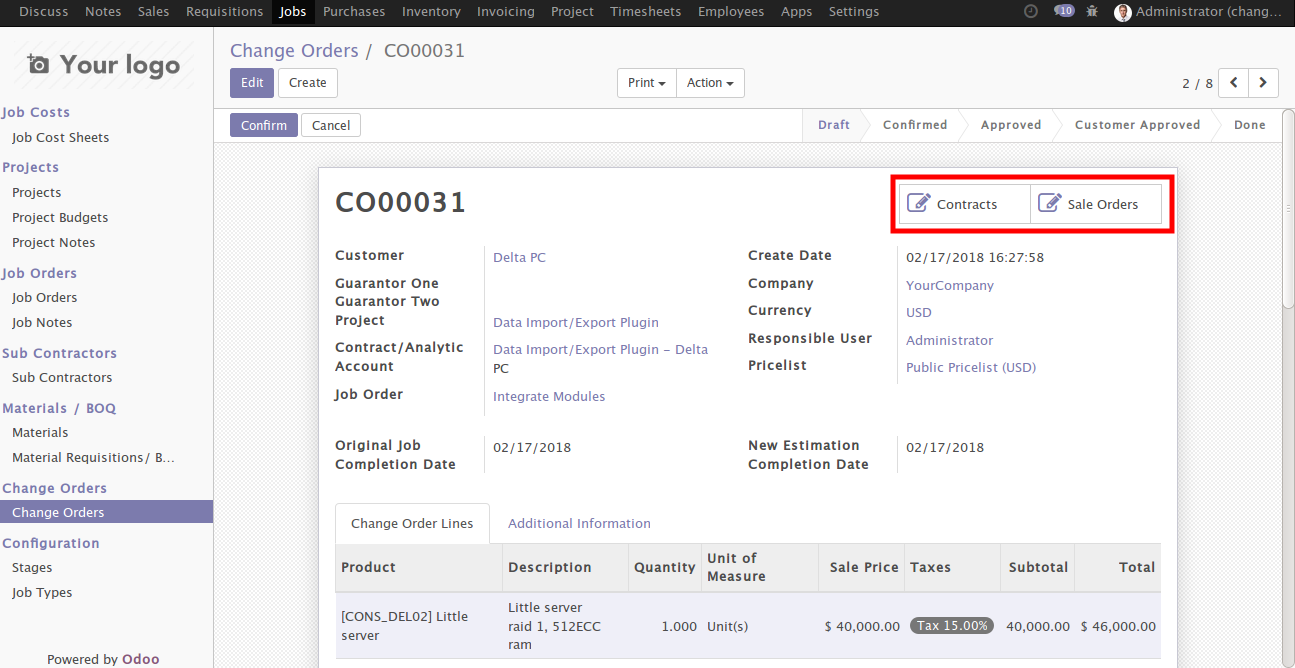 Discuss Notes Sales Requisitions Jobs Purchases Inventory Invoicing Project Timesheets Employees Apps Settings 10 Administrator (chang...
Your logo
Job Costs
Job Cost Sheets
Projects
Projects
Project Budgets
Project Notes
Job Orders
Job Orders
Job Notes
Sub Contractors
Sub Contractors
Materials / BOQ
Materials
Material Requisitions/ B...
Change Orders
Change Orders
Configuration
Stages
Job Types
Powered by Odoo
Change Orders / CO00031
Edit Create Print Action 2 / 8
Confirm Cancel Draft Confirmed Approved Customer Approved Done
CO00031
Contracts Sale Orders
Customer Delta PC
Guarantor One
Guarantor Two
Project Data Import/Export Plugin
Contract/Analytic Data Import/Export Plugin – Delta
Account PC
Job Order Integrate Modules
Create Date 02/17/2018 16:27:58
Company YourCompany
Currency USD
Responsible User Administrator
Pricelist Public Pricelist (USD)
Original Job 02/17/2018
Completion Date
New Estimation 02/17/2018
Completion Date
Change Order Lines Additional Information
Product Description Quantity Unit of Sale Price Taxes Subtotal Total
Measure
[CONS_DEL02] Little Little server
server raid 1, 512ECC 1.000 Unit(s) $ 40,000.00 Tax 15.00% 40,000.00 $ 46,000.00
ram